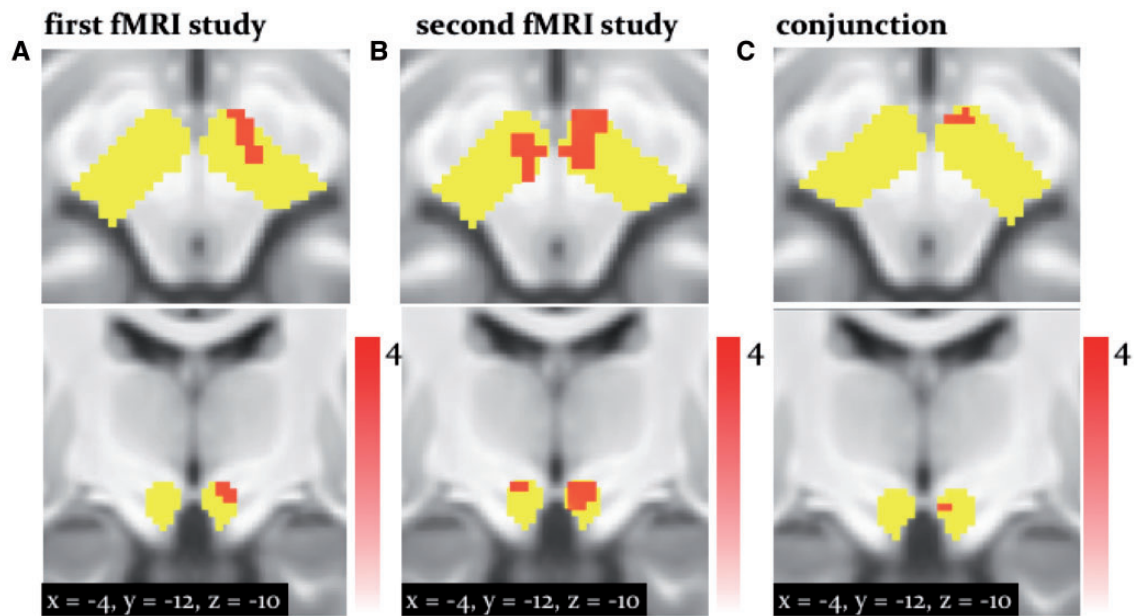 first fMRI study
second fMRI study
conjunction
A
B
C
4
4
4
x = -4, y = -12, z = -10
x = -4, y = -12, z = -10
x = -4, y = -12, z = -10